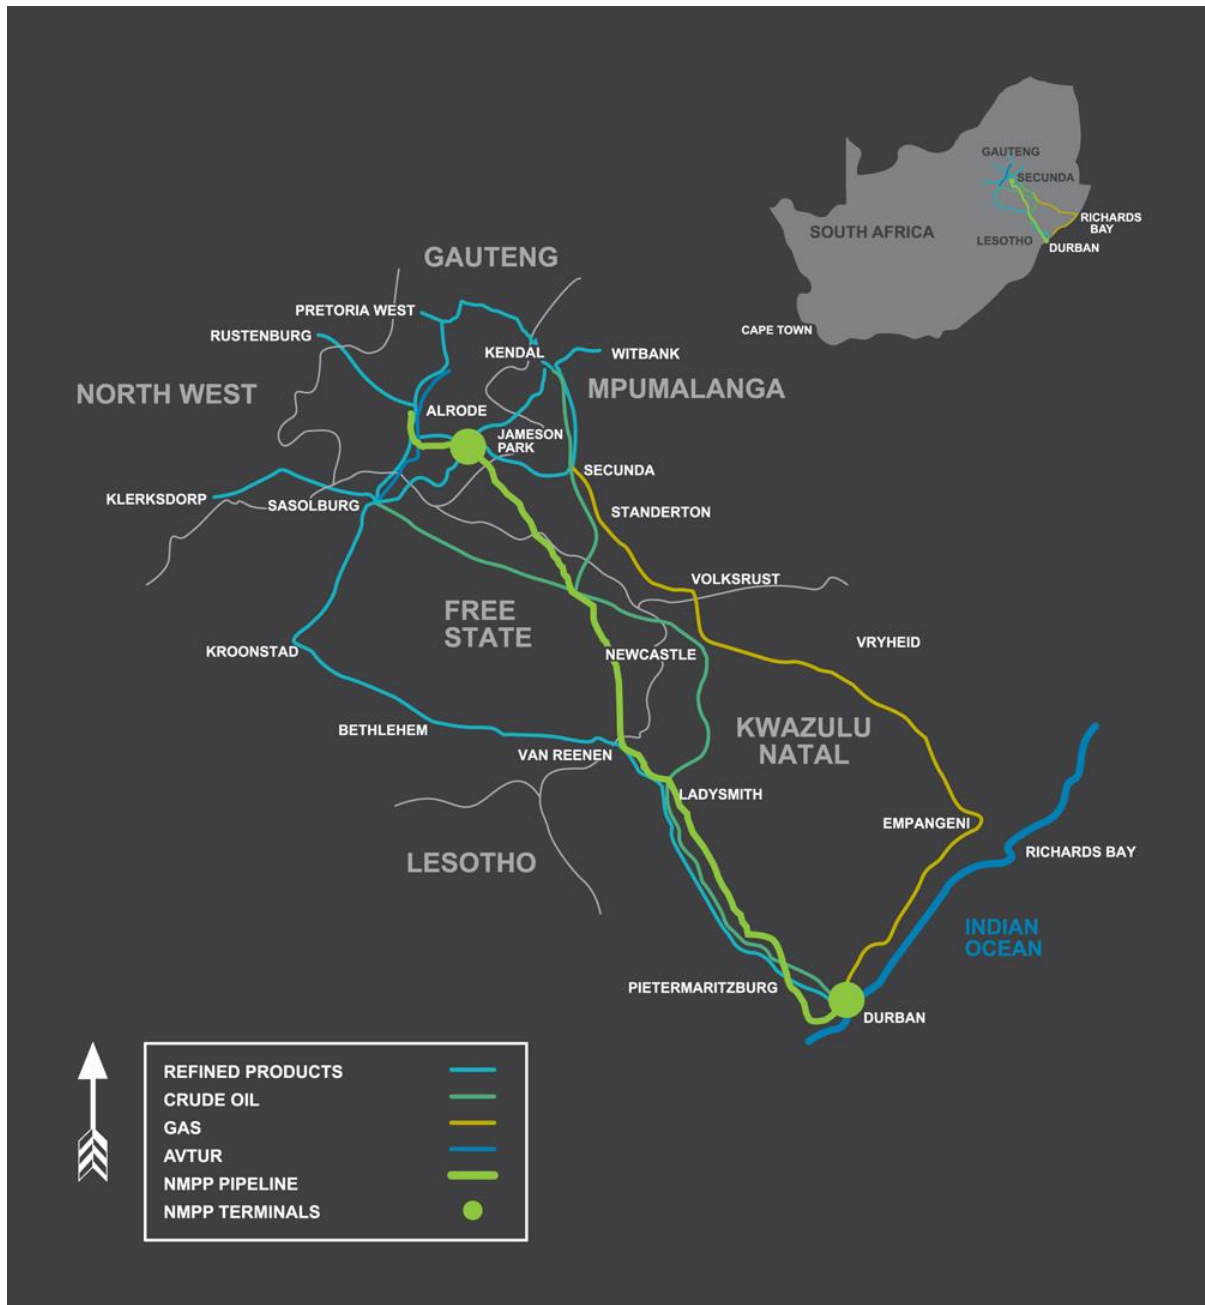 GAUTENG
SECUNDA
SOUTH AFRICA
RICHARDS
BAY
LESOTHO
DURBAN
CAPE TOWN
GAUTENG
PRETORIA WEST
RUSTENBURG
KENDAL
WITBANK
NORTH WEST
MPUMALANGA
ALRODE
JAMESON
PARK
SECUNDA
KLERKSDORP
SASOLBURG
STANDERTON
VOLKSRUST
FREE
STATE
VRYHEID
KROONSTAD
NEWCASTLE
BETHLEHEM
KWAZULU
NATAL
VAN REENEN
LADYSMITH
EMPANGENI
LESOTHO
RICHARDS BAY
INDIAN
OCEAN
PIETERMARITZBURG
DURBAN
REFINED PRODUCTS
CRUDE OIL
GAS
AVTUR
NMPP PIPELINE
NMPP TERMINALS